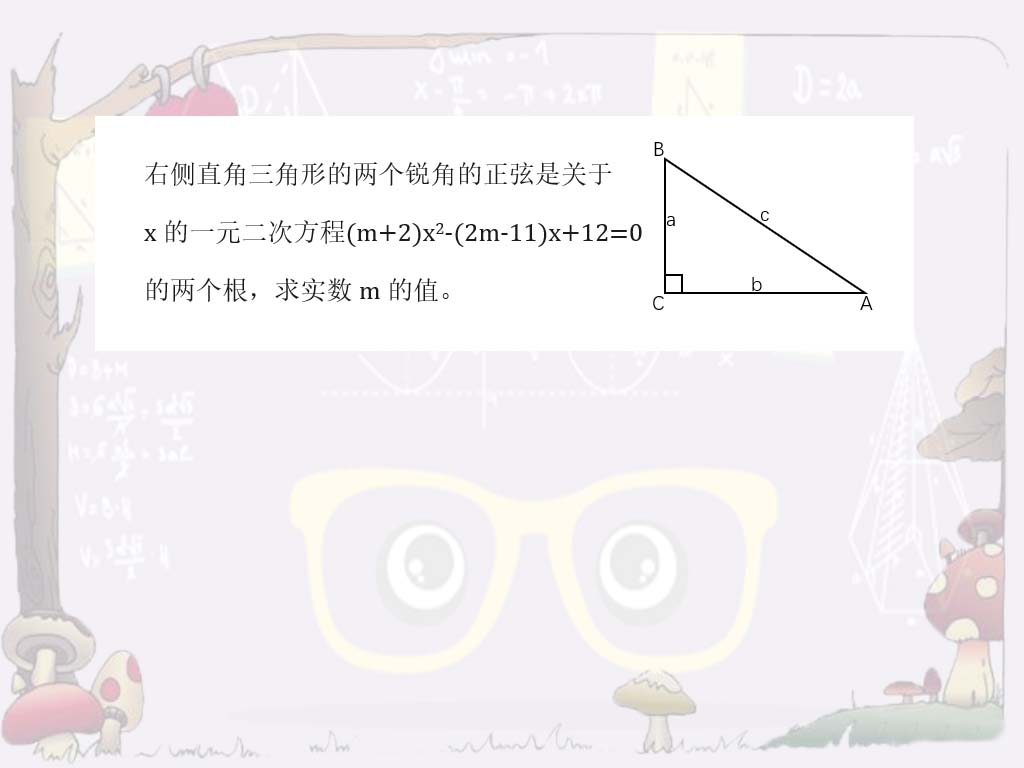 D=2a
右侧直角三角形的两个锐角的正弦是关于
x 的一元二次方程(m+2)x²-(2m-11)x+12=0
的两个根，求实数 m 的值。
B
a
c
b
C
A
V=B·H